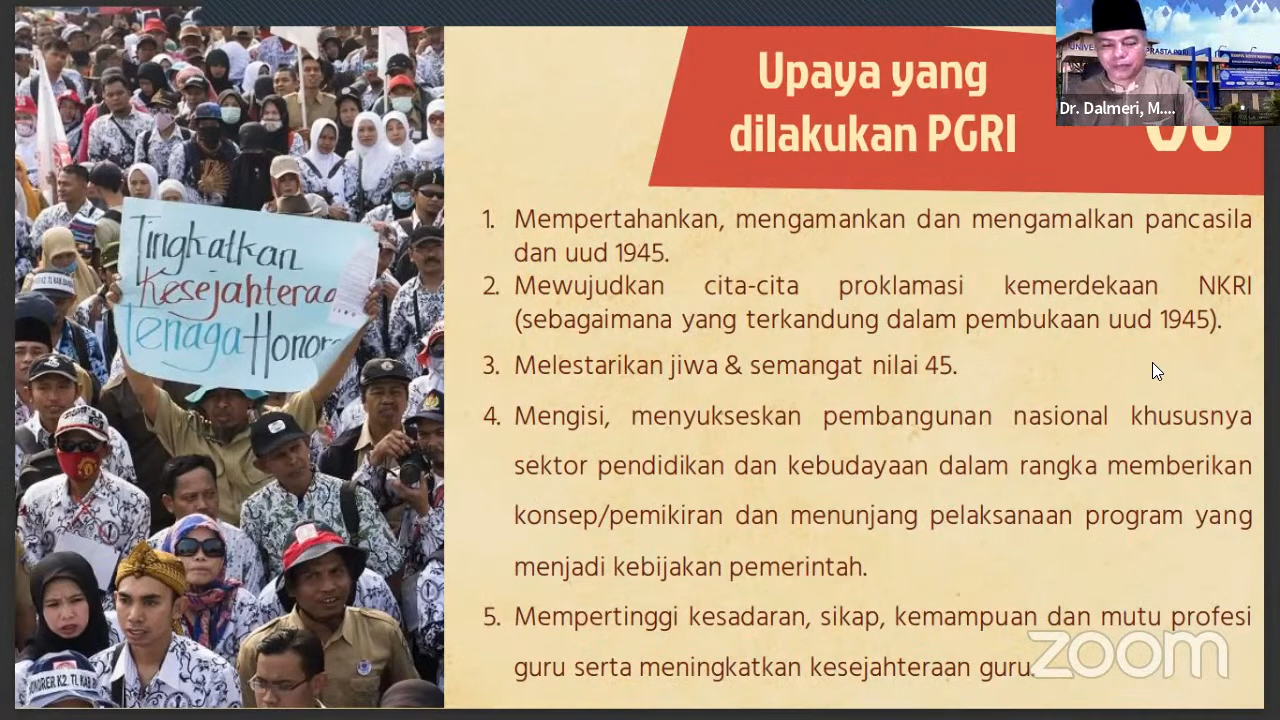 Upaya yang
dilakukan PGRI
Dr. Dalmeri, M....
1. Mempertahankan, mengamankan dan mengamalkan pancasila
dan uud 1945.
2. Mewujudkan cita-cita proklamasi kemerdekaan NKRI
(sebagaimana yang terkandung dalam pembukaan uud 1945).
3. Melestarikan jiwa & semangat nilai 45.
4. Mengisi, menyukseskan pembangunan nasional khususnya
sektor pendidikan dan kebudayaan dalam rangka memberikan
konsep/pemikiran dan menunjang pelaksanaan program yang
menjadi kebijakan pemerintah.
5. Mempertinggi kesadaran, sikap, kemampuan dan mutu profesi
guru serta meningkatkan kesejahteraan guru.
zoom
Tingkatkan
Kesejahteraa
Tenaga Honor